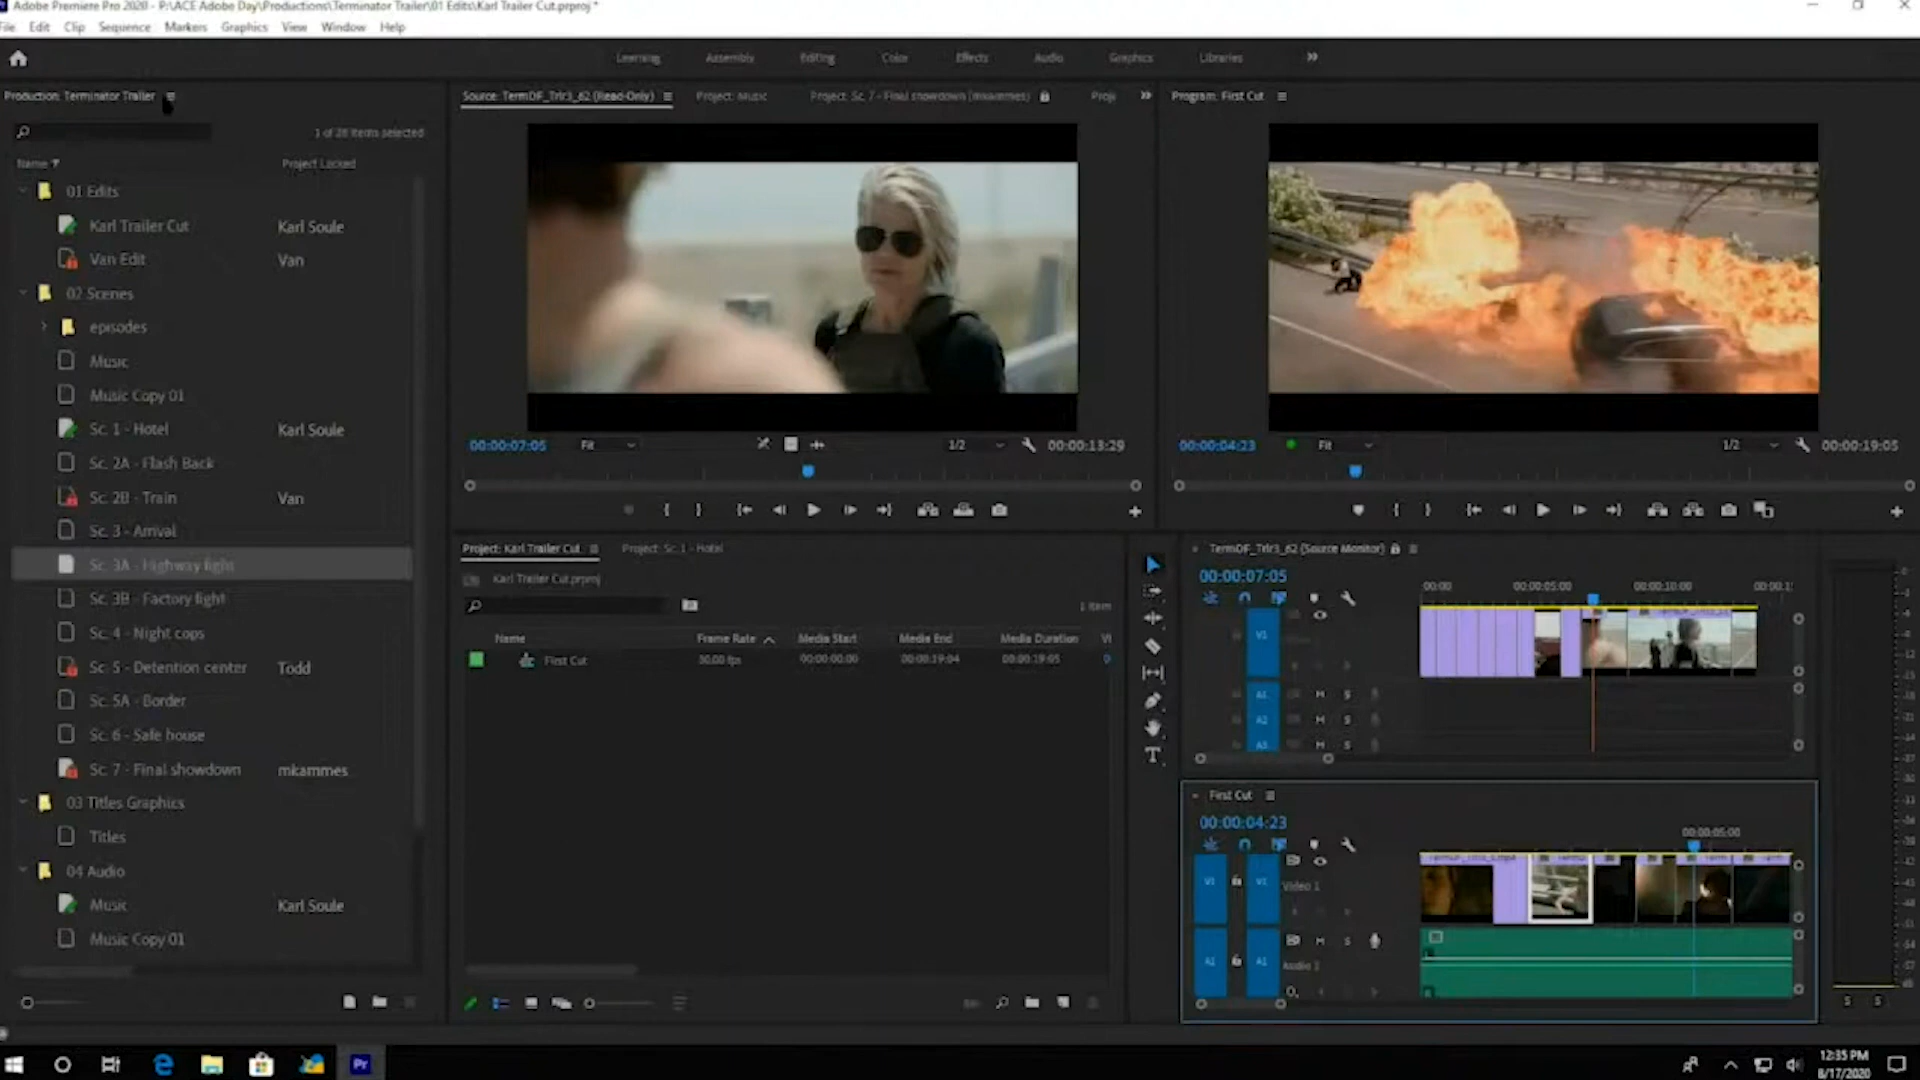 Adobe Premiere Pro 2020 - P:\ACE Adobe Day\Productions\Terminator Trailer\01 Edits\Karl Trailer Cut.prproj *
File Edit Clip Sequence Markers Graphics View Window Help
Learning Assembly Editing Color Effects Audio Graphics Libraries
Production: Terminator Trailer
1 of 28 items selected
Name Project Locked
01 Edits
Karl Trailer Cut Karl Soule
Van Edit Van
02 Scenes
episodes
Music
Music Copy 01
Sc. 1 - Hotel Karl Soule
Sc. 2A - Flash Back
Sc. 2B - Train Van
Sc. 3 - Arrival
Sc. 3A - Highway fight
Sc. 3B - Factory fight
Sc. 4 - Night cops
Sc. 5 - Detention center Todd
Sc. 5A - Border
Sc. 6 - Safe house
Sc. 7 - Final showdown mkammes
03 Titles Graphics
Titles
04 Audio
Music Karl Soule
Music Copy 01
Source: TermDF_Trlr3_62 (Read-Only) Project: Music Project: Sc. 7 - Final showdown (mkammes) Proj
00:00:07:05 Fit 1/2 00:00:13:29
Program: First Cut
00:00:04:23 Fit 1/2 00:00:19:05
Project: Karl Trailer Cut Project: Sc. 1 - Hotel
Karl Trailer Cut.prproj
1 Item
Name Frame Rate Media Start Media End Media Duration Vi
First Cut 30.00 fps 00:00:00:00 00:00:19:04 00:00:19:05 0
TermDF_Trlr3_62 (Source Monitor)
00:00:07:05
00:00 00:00:05:00 00:00:10:00 00:00:1
V1
A1 M S
A2 M S
A3 M S
First Cut
00:00:04:23
00:00:05:00
V1 V1 Video 1
M S
A1 A1 Audio 1
S S
Pr
12:35 PM
8/17/2020